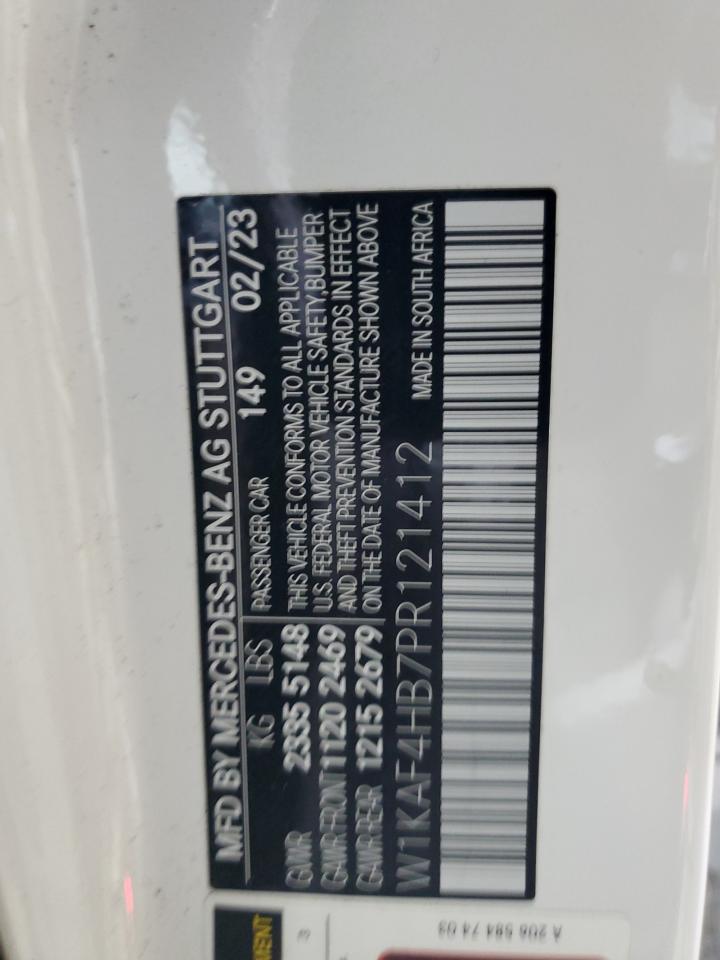 MFD BY MERCEDES-BENZ AG STUTTGART
KG LBS PASSENGER CAR 149 02/23
GVWR 2335 5148 THIS VEHICLE CONFORMS TO ALL APPLICABLE
GAWR FRONT 1120 2469 U.S. FEDERAL MOTOR VEHICLE SAFETY, BUMPER
GAWR REAR 1215 2679 AND THEFT PREVENTION STANDARDS IN EFFECT
ON THE DATE OF MANUFACTURE SHOWN ABOVE
W1KAF4HB7PR121412 MADE IN SOUTH AFRICA
A 206 584 74 03